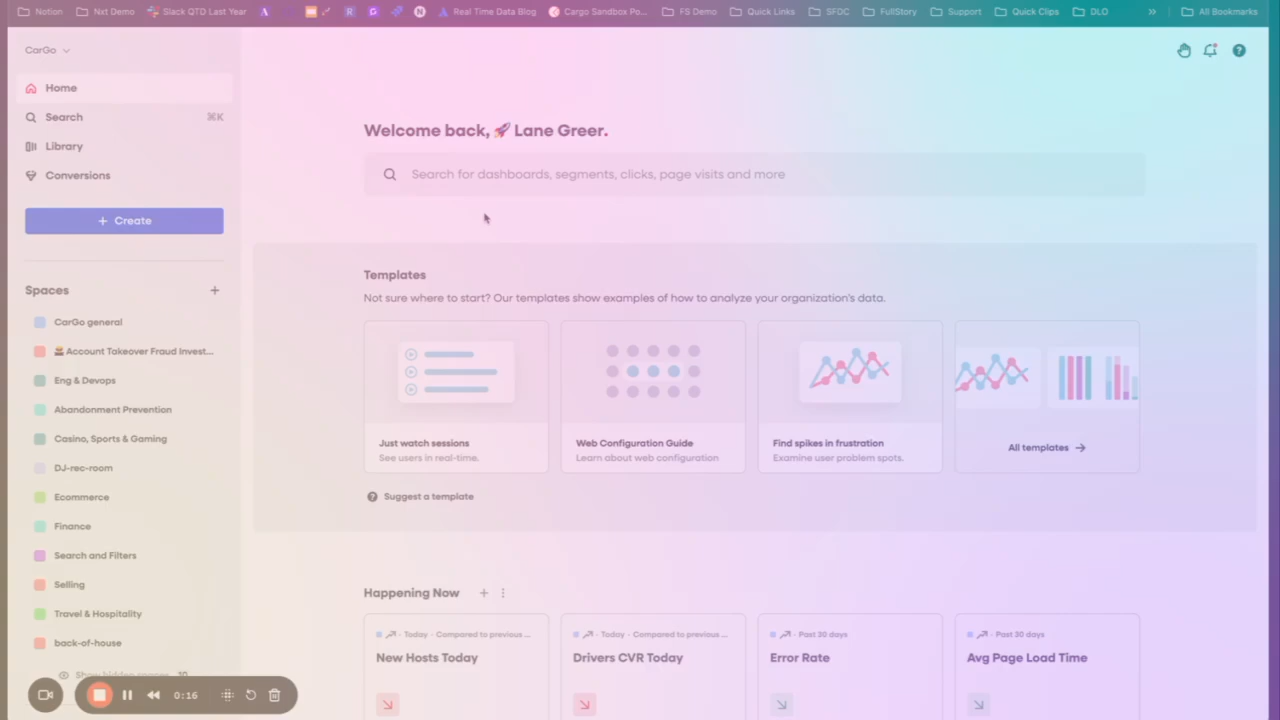 Notion Nxt Demo Slack QTD Last Year Real Time Data Blog Cargo Sandbox Po... FS Demo Quick Links SFDC FullStory Support Quick Clips DLO » All Bookmarks
CarGo
Home
Search ⌘K
Library
Conversions
+ Create
Spaces +
CarGo general
Account Takeover Fraud Invest...
Eng & Devops
Abandonment Prevention
Casino, Sports & Gaming
DJ-rec-room
Ecommerce
Finance
Search and Filters
Selling
Travel & Hospitality
back-of-house
Show hidden spaces 10
0:16
Welcome back, 🚀 Lane Greer.
Search for dashboards, segments, clicks, page visits and more
Templates
Not sure where to start? Our templates show examples of how to analyze your organization's data.
Just watch sessions
See users in real-time.
Web Configuration Guide
Learn about web configuration
Find spikes in frustration
Examine user problem spots.
All templates →
Suggest a template
Happening Now +
Today · Compared to previous ...
New Hosts Today
Today · Compared to previous ...
Drivers CVR Today
Past 30 days
Error Rate
Past 30 days
Avg Page Load Time